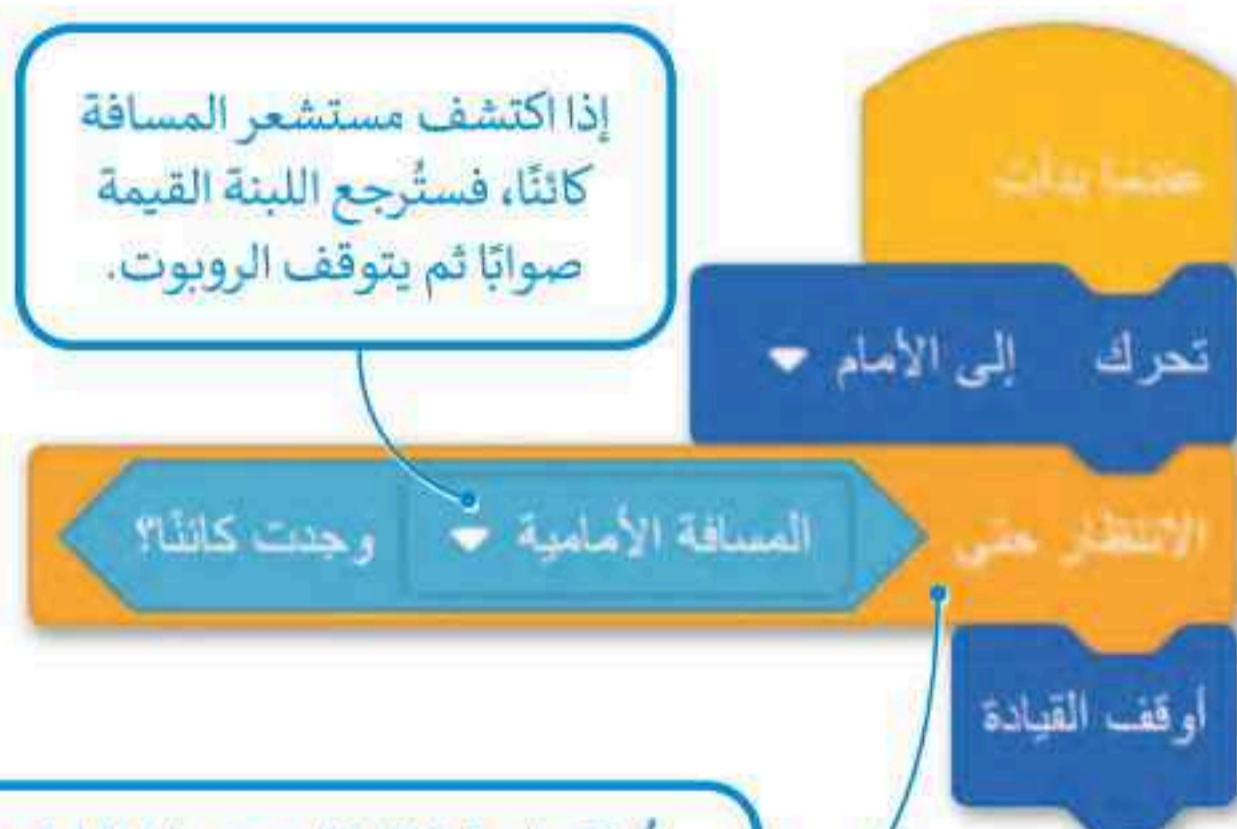 إذا اكتشف مستشعر المسافة
كائنًا، فستُرجع اللبنة القيمة
صوابًا ثم يتوقف الروبوت.
عندما بدأت
تحرك إلى الأمام
الانتظار حتى المسافة الأمامية وجدت كائنًا؟
أوقف القيادة